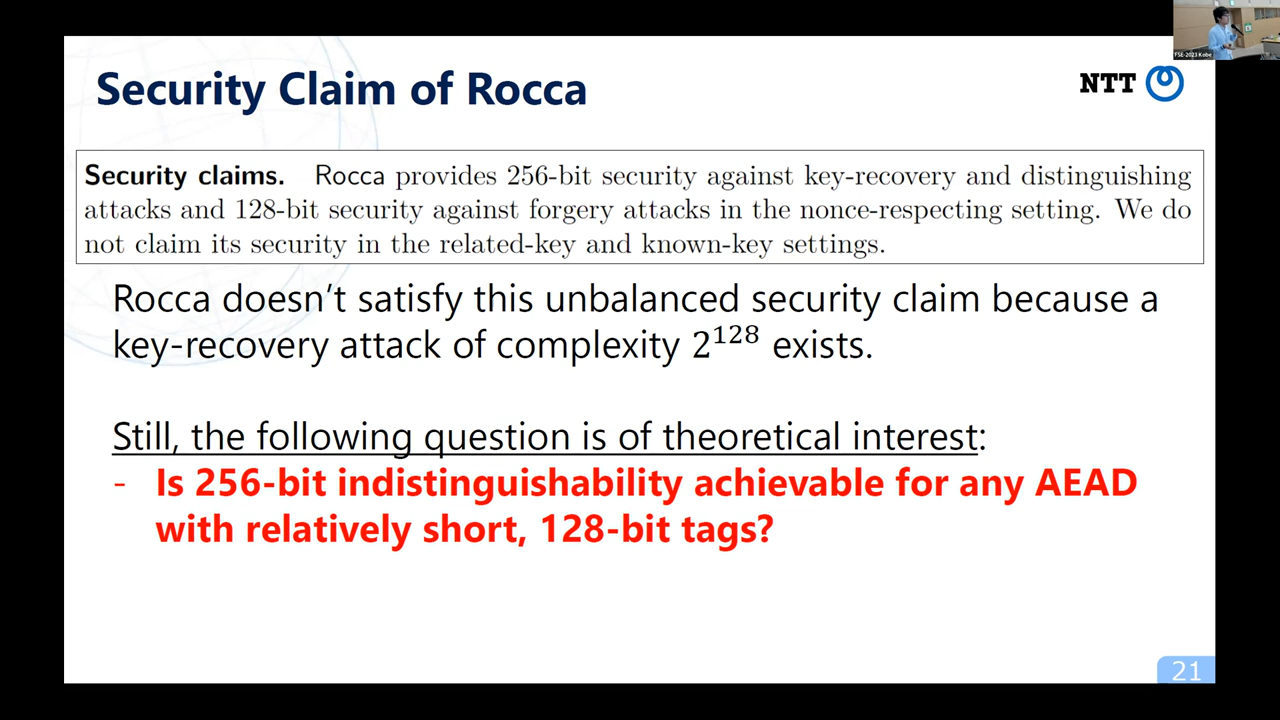 FSE-2023 Kobe
Security Claim of Rocca
NTT
Security claims. Rocca provides 256-bit security against key-recovery and distinguishing
attacks and 128-bit security against forgery attacks in the nonce-respecting setting. We do
not claim its security in the related-key and known-key settings.
Rocca doesn't satisfy this unbalanced security claim because a
key-recovery attack of complexity 2¹²⁸ exists.
Still, the following question is of theoretical interest:
- Is 256-bit indistinguishability achievable for any AEAD
with relatively short, 128-bit tags?
21